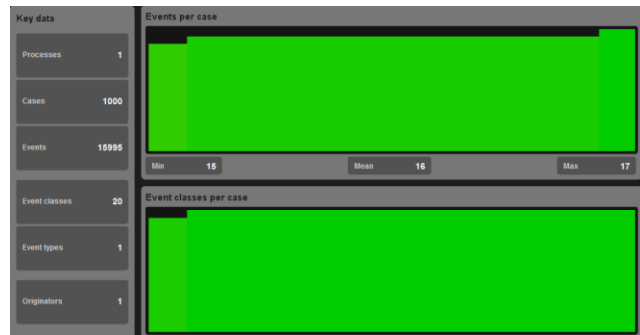 Key data
Processes 1
Cases 1000
Events 15995
Event classes 20
Event types 1
Originators 1
Events per case
Min 15
Mean 16
Max 17
Event classes per case